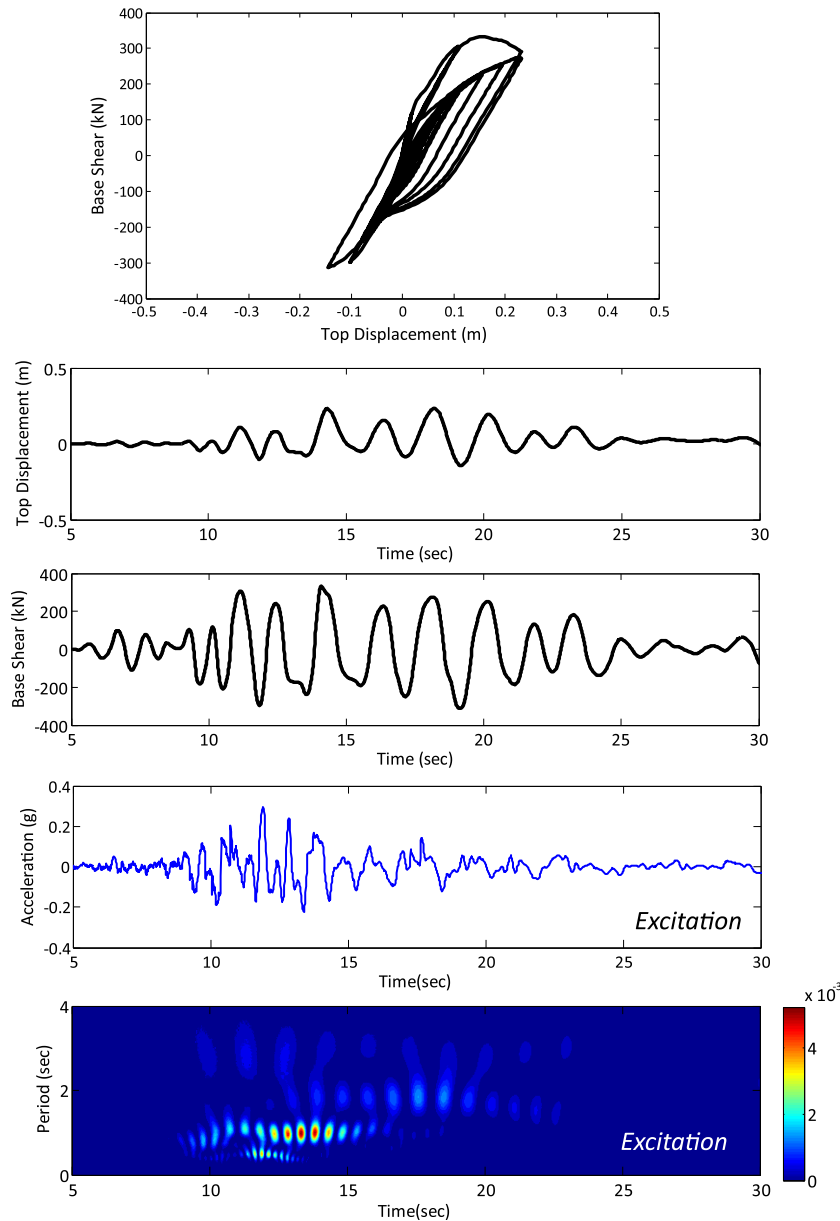 400
300
200
100
0
-100
-200
-300
-400
Base Shear (kN)
-0.5 -0.4 -0.3 -0.2 -0.1 0 0.1 0.2 0.3 0.4 0.5
Top Displacement (m)
0.5
0
-0.5
Top Displacement (m)
5 10 15 20 25 30
Time (sec)
400
200
0
-200
-400
Base Shear (kN)
5 10 15 20 25 30
Time (sec)
0.4
0.2
0
-0.2
-0.4
Acceleration (g)
Excitation
5 10 15 20 25 30
Time(sec)
x 10⁻³
4
2
0
Period (sec)
Excitation
4
2
0
5 10 15 20 25 30
Time(sec)